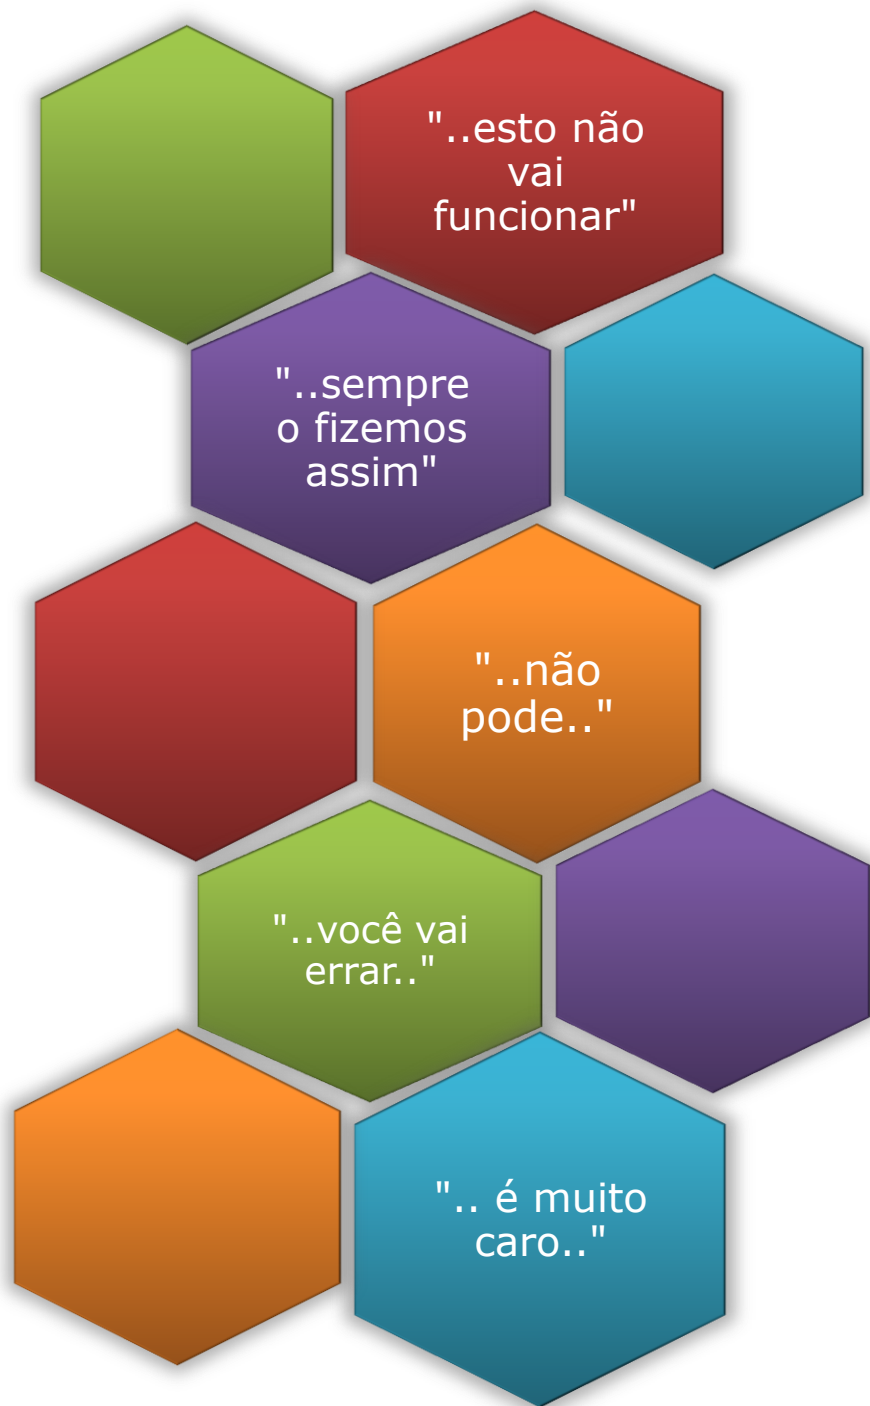 "..esto não
vai
funcionar"
"..sempre
o fizemos
assim"
"..não
pode.."
"..você vai
errar.."
".. é muito
caro.."